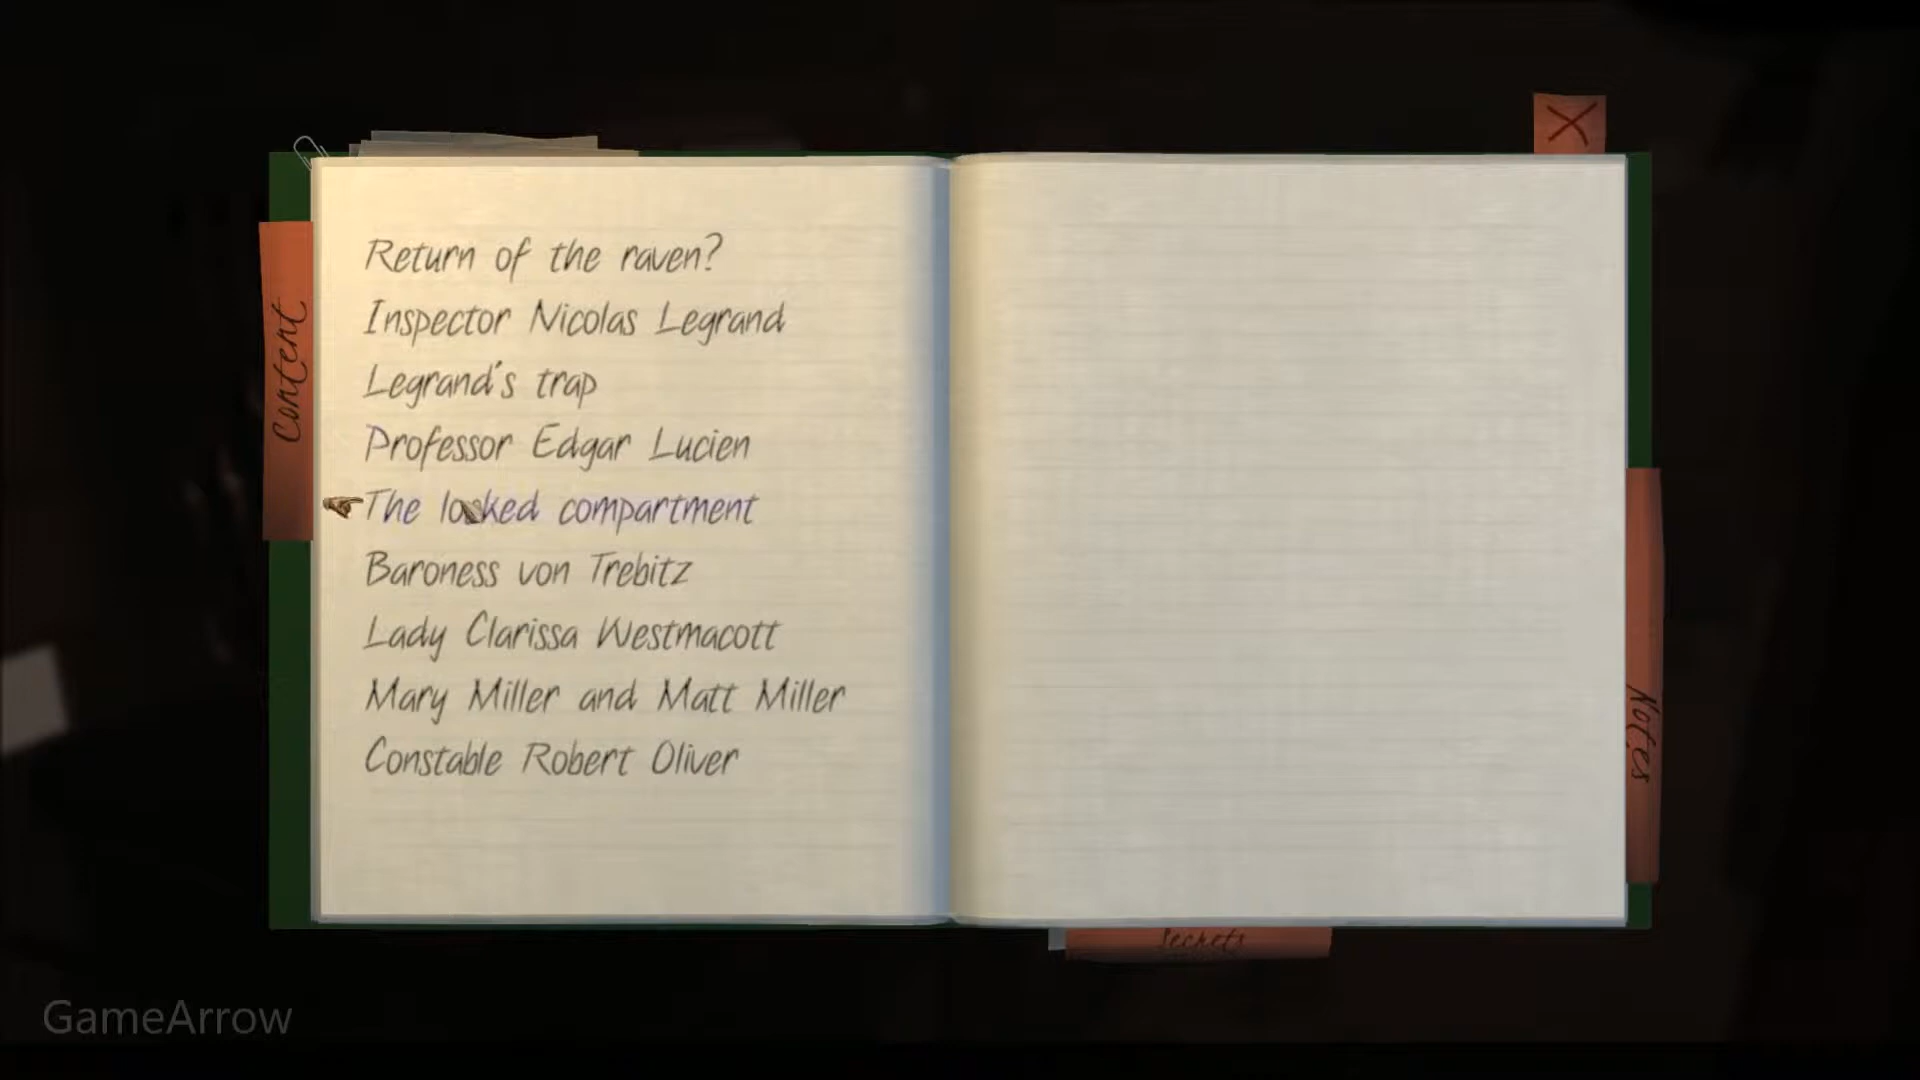 X
Content
Return of the raven?
Inspector Nicolas Legrand
Legrand's trap
Professor Edgar Lucien
The locked compartment
Baroness von Trebitz
Lady Clarissa Westmacott
Mary Miller and Matt Miller
Constable Robert Oliver
Notes
Secrets
GameArrow